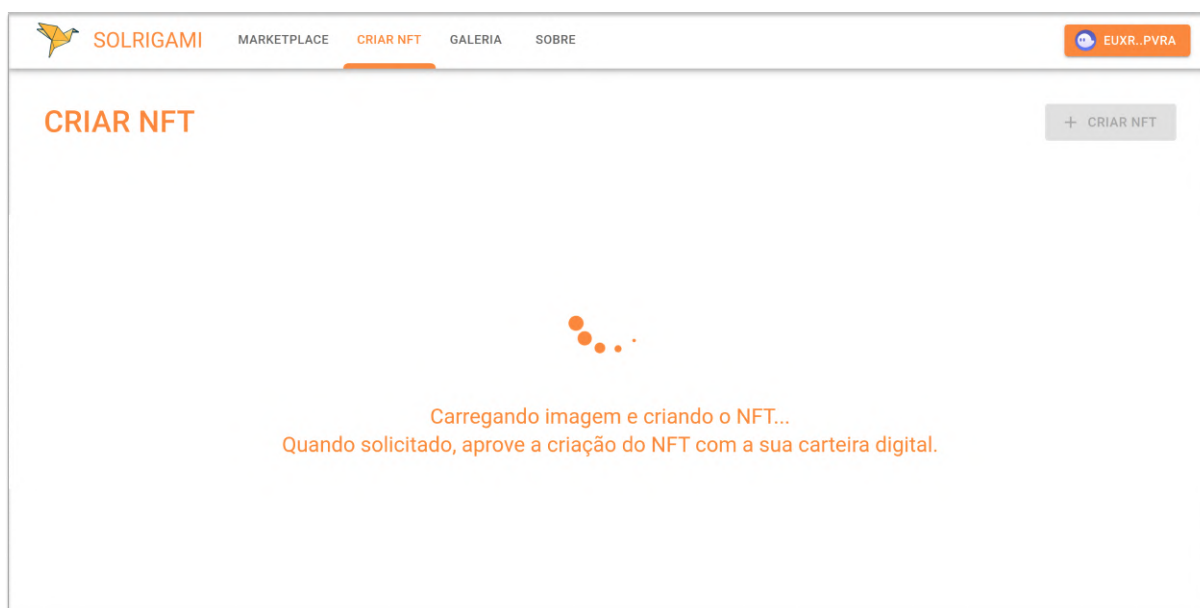 SOLRIGAMI MARKETPLACE CRIAR NFT GALERIA SOBRE EUXR..PVRA
CRIAR NFT + CRIAR NFT
Carregando imagem e criando o NFT...
Quando solicitado, aprove a criação do NFT com a sua carteira digital.